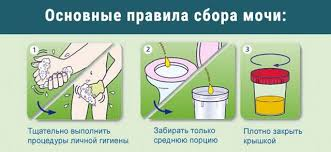 Основные правила сбора мочи:
1
Тщательно выполнить
процедуры личной гигиены
2
Забирать только
среднюю порцию
3
Плотно закрыть
крышкой